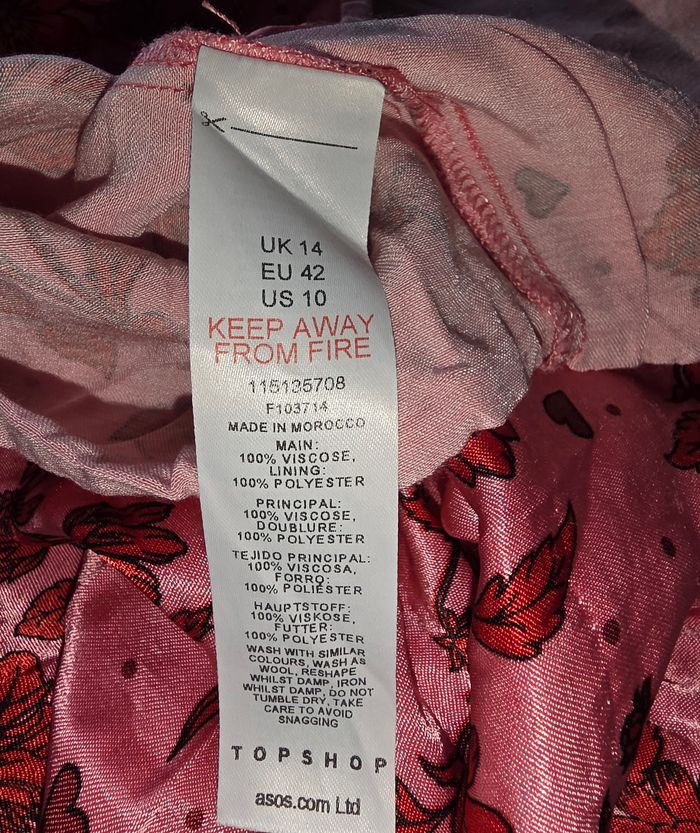 UK 14
EU 42
US 10
KEEP AWAY
FROM FIRE
115135708
F103714
MADE IN MOROCCO
MAIN:
100% VISCOSE,
LINING:
100% POLYESTER
PRINCIPAL:
100% VISCOSE,
DOUBLURE:
100% POLYESTER
TEJIDO PRINCIPAL:
100% VISCOSA,
FORRO:
100% POLIÉSTER
HAUPTSTOFF:
100% VISKOSE,
FUTTER:
100% POLYESTER
WASH WITH SIMILAR
COLOURS, WASH AS
WOOL, RESHAPE
WHILST DAMP, IRON
WHILST DAMP, DO NOT
TUMBLE DRY, TAKE
CARE TO AVOID
SNAGGING
TOPSHOP
asos.com Ltd